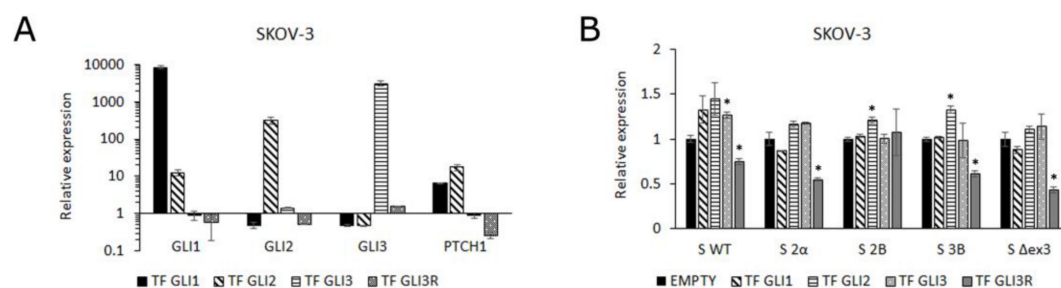 A
SKOV-3
Relative expression
10000
1000
100
10
1
0.1
GLI1 GLI2 GLI3 PTCH1
TF GLI1 TF GLI2 TF GLI3 TF GLI3R
B
SKOV-3
Relative expression
2
1.5
1
0.5
0
* * * * * * *
S WT S 2α S 2B S 3B S Δex3
EMPTY TF GLI1 TF GLI2 TF GLI3 TF GLI3R